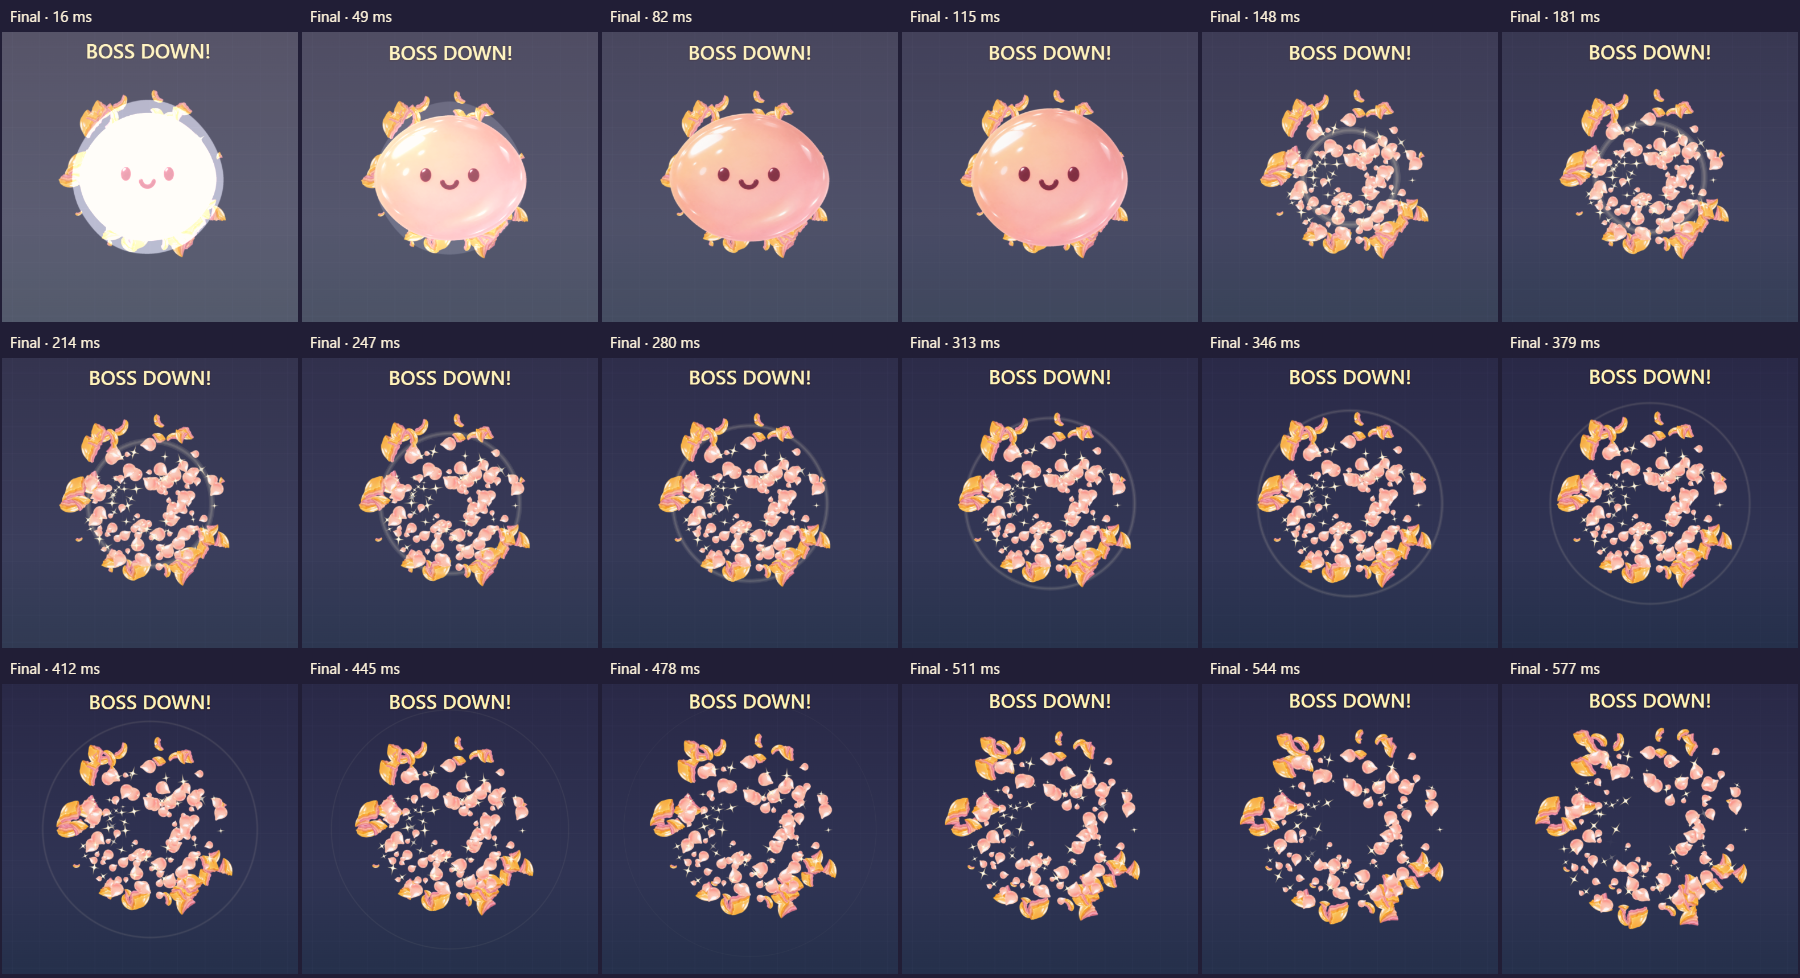 Final · 16 ms
Final · 49 ms
Final · 82 ms
Final · 115 ms
Final · 148 ms
Final · 181 ms
BOSS DOWN!
BOSS DOWN!
BOSS DOWN!
BOSS DOWN!
BOSS DOWN!
BOSS DOWN!
Final · 214 ms
Final · 247 ms
Final · 280 ms
Final · 313 ms
Final · 346 ms
Final · 379 ms
BOSS DOWN!
BOSS DOWN!
BOSS DOWN!
BOSS DOWN!
BOSS DOWN!
BOSS DOWN!
Final · 412 ms
Final · 445 ms
Final · 478 ms
Final · 511 ms
Final · 544 ms
Final · 577 ms
BOSS DOWN!
BOSS DOWN!
BOSS DOWN!
BOSS DOWN!
BOSS DOWN!
BOSS DOWN!